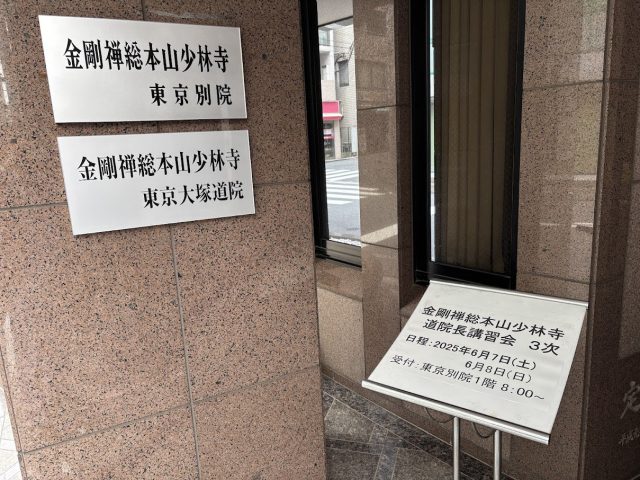 金剛禅総本山少林寺
東京別院
金剛禅総本山少林寺
東京大塚道院
金剛禅総本山少林寺
道院長講習会 3次
日程：2025年6月7日(土)
6月8日(日)
受付：東京別院1階 8:00～